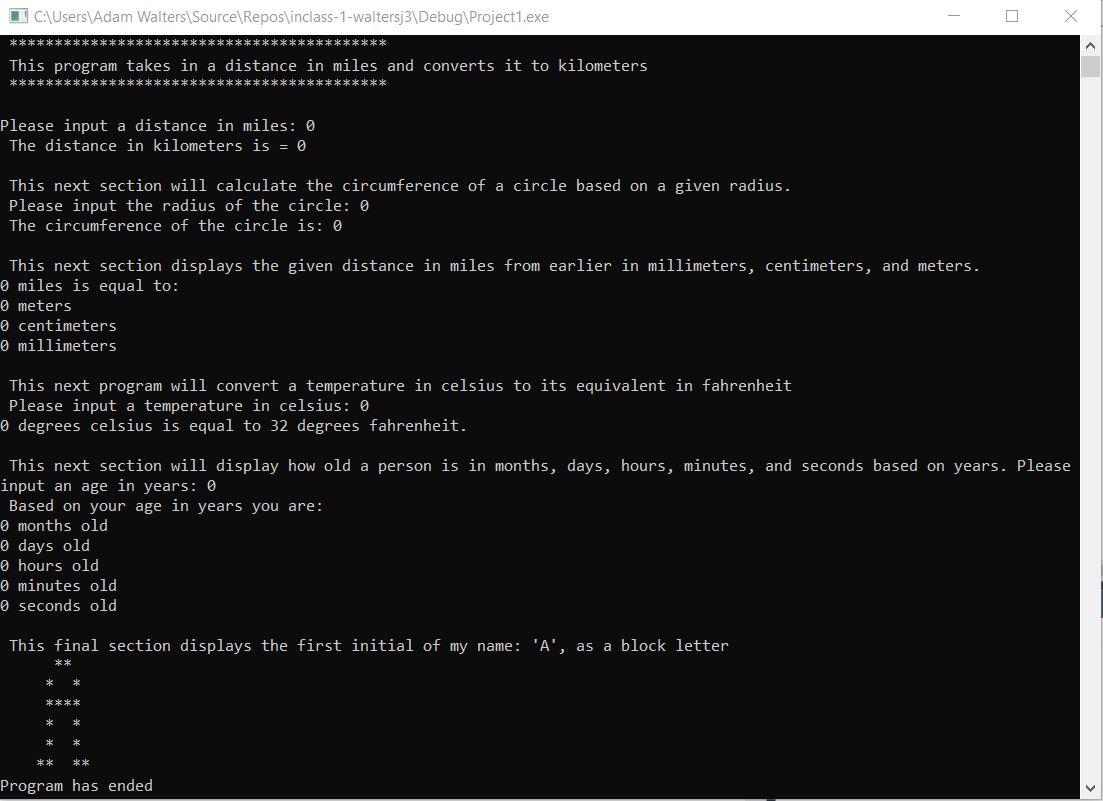 C:\Users\Adam Walters\Source\Repos\inclass-1-waltersj3\Debug\Project1.exe
******************************************
This program takes in a distance in miles and converts it to kilometers
******************************************
Please input a distance in miles: 0
The distance in kilometers is = 0
This next section will calculate the circumference of a circle based on a given radius.
Please input the radius of the circle: 0
The circumference of the circle is: 0
This next section displays the given distance in miles from earlier in millimeters, centimeters, and meters.
0 miles is equal to:
0 meters
0 centimeters
0 millimeters
This next program will convert a temperature in celsius to its equivalent in fahrenheit
Please input a temperature in celsius: 0
0 degrees celsius is equal to 32 degrees fahrenheit.
This next section will display how old a person is in months, days, hours, minutes, and seconds based on years. Please
input an age in years: 0
Based on your age in years you are:
0 months old
0 days old
0 hours old
0 minutes old
0 seconds old
This final section displays the first initial of my name: 'A', as a block letter
      **
     *  *
     ****
     *  *
     *  *
    **  **
Program has ended